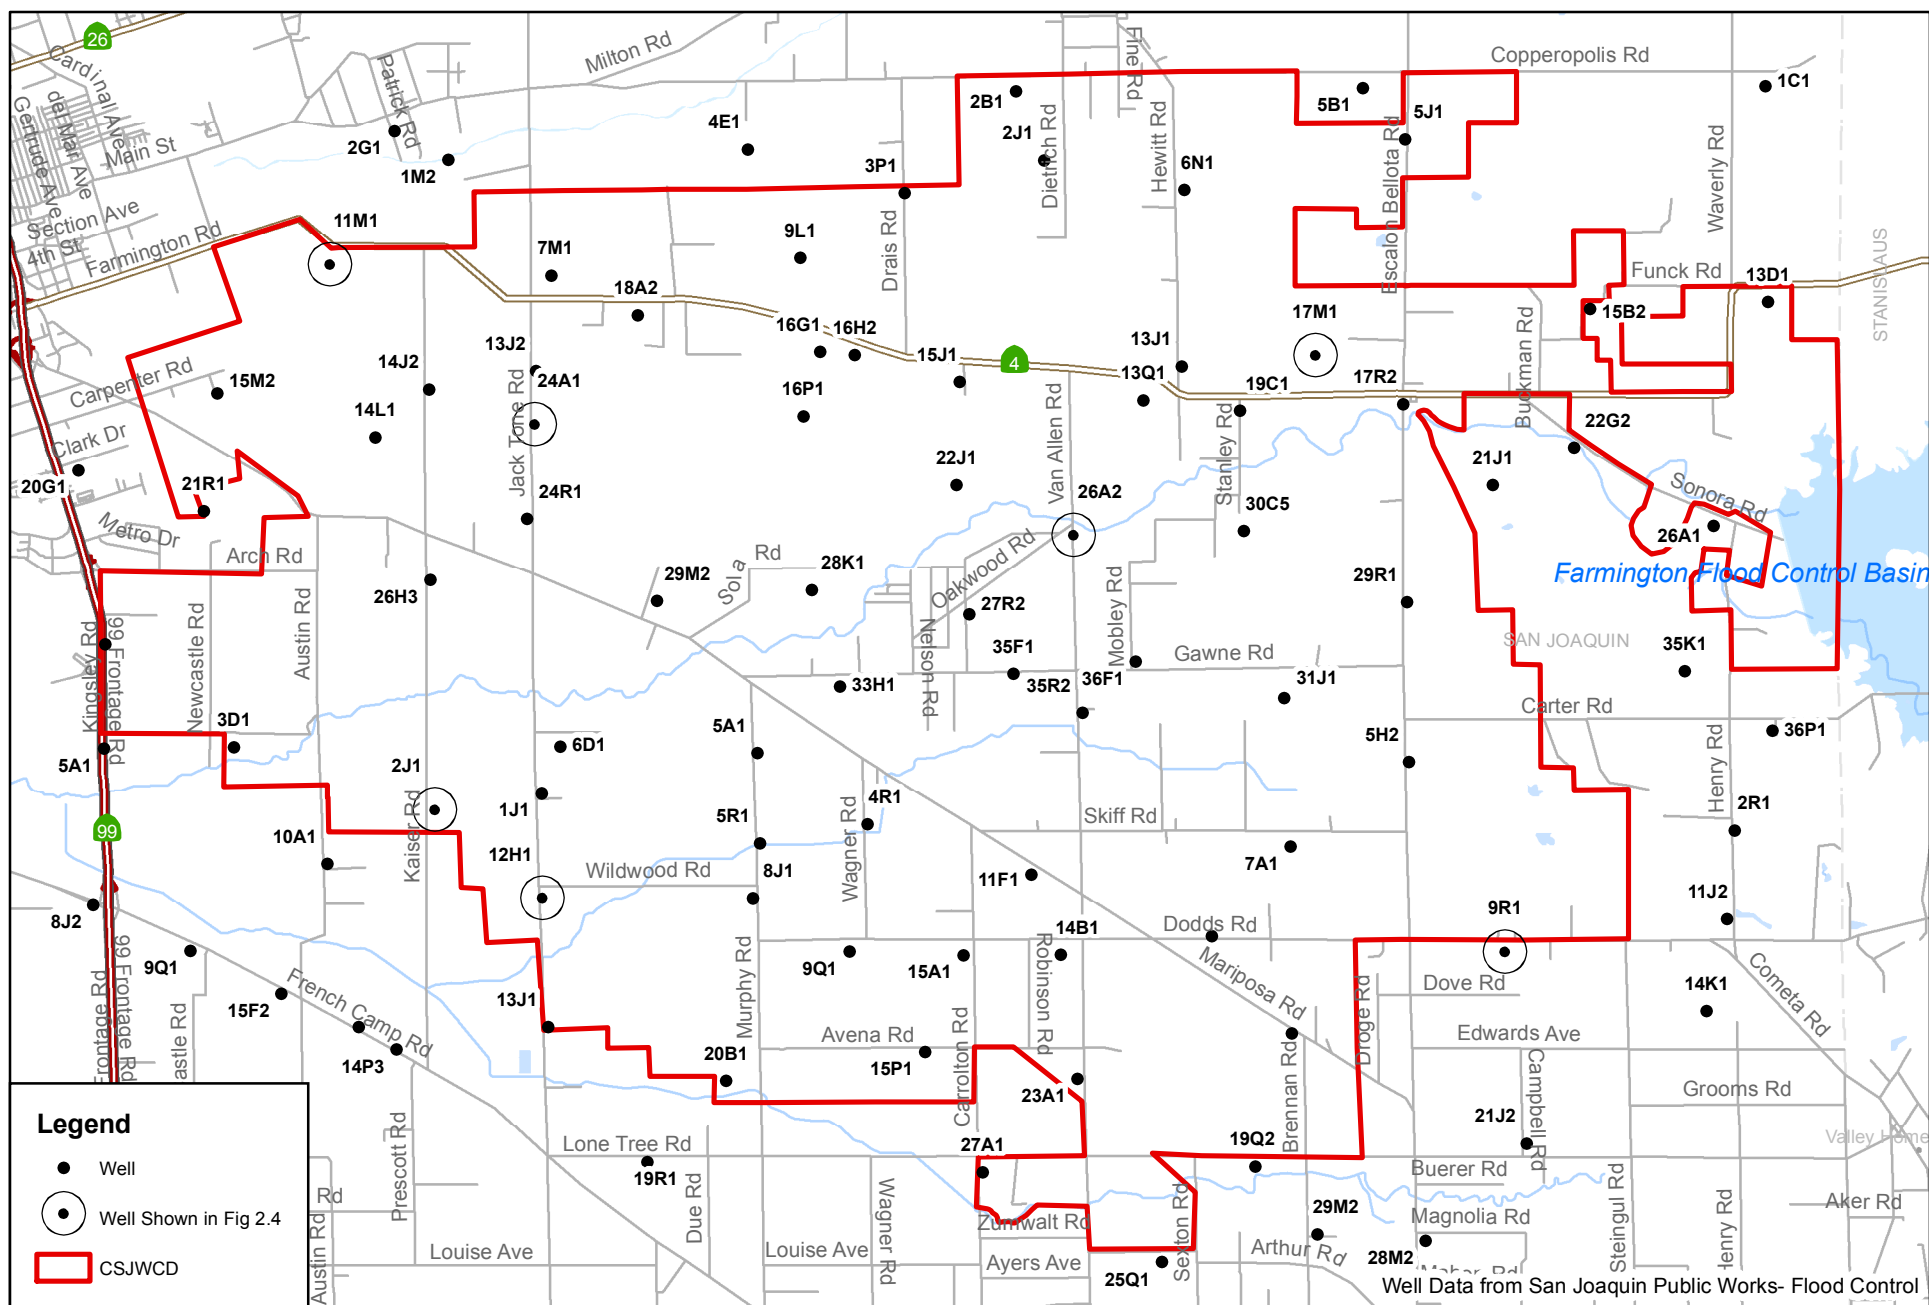 26
Cardinal Ave
Gertrude Ave
del Mar Ave
Main St
Section Ave
4th St
Farmington Rd
Patrick Rd
Milton Rd
Fine Rd
Copperopolis Rd
2G1
1M2
4E1
3P1
2B1
2J1
Dietrich Rd
Hewitt Rd
6N1
5B1
5J1
1C1
Escalon Bellota Rd
Waverly Rd
STANISLAUS
11M1
7M1
9L1
18A2
Drais Rd
Funck Rd
13D1
15B2
17M1
16G1
16H2
15J1
4
13J1
13Q1
19C1
17R2
Buckman Rd
22G2
Carpenter Rd
15M2
14J2
13J2
24A1
14L1
16P1
Clark Dr
20G1
21R1
Jack Tone Rd
24R1
22J1
Van Allen Rd
26A2
Stanley Rd
30C5
21J1
Sonora Rd
26A1
Metro Dr
Arch Rd
26H3
29M2
Sola Rd
28K1
Oakwood Rd
27R2
Mobley Rd
29R1
Farmington Flood Control Basin
Kingsley Rd
99 Frontage Rd
Newcastle Rd
Austin Rd
Nelson Rd
35F1
35R2
36F1
Gawne Rd
31J1
SAN JOAQUIN
35K1
33H1
Carter Rd
3D1
5A1
6D1
5A1
5H2
36P1
Henry Rd
2J1
Kaiser Rd
1J1
4R1
5R1
Wagner Rd
Skiff Rd
2R1
99
10A1
12H1
Wildwood Rd
8J1
11F1
7A1
11J2
8J2
9Q1
Dodds Rd
9R1
14B1
Robinson Rd
9Q1
15A1
Mariposa Rd
Droge Rd
Dove Rd
Cometa Rd
14K1
Frontage Rd
99 Frontage Rd
astle Rd
15F2
French Camp Rd
13J1
Murphy Rd
Avena Rd
15P1
Carrolton Rd
Edwards Ave
14P3
20B1
23A1
Brennan Rd
Campbell Rd
Grooms Rd
Prescott Rd
Lone Tree Rd
19R1
27A1
19Q2
21J2
Valley Home
Buerer Rd
Legend
Well
Well Shown in Fig 2.4
CSJWCD
Rd
Austin Rd
Due Rd
Wagner Rd
Zumwalt Rd
Sexton Rd
29M2
Magnolia Rd
Steingul Rd
Henry Rd
Aker Rd
Louise Ave
Louise Ave
Ayers Ave
25Q1
Arthur Rd
28M2
Well Data from San Joaquin Public Works- Flood Control